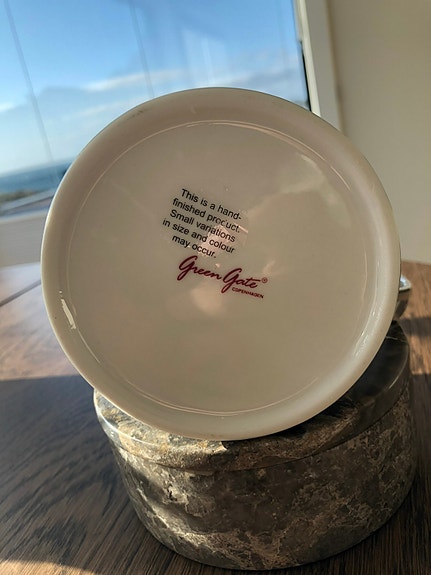 This is a hand-
finished product.
Small variations
in size and colour
may occur.
Green Gate®
COPENHAGEN